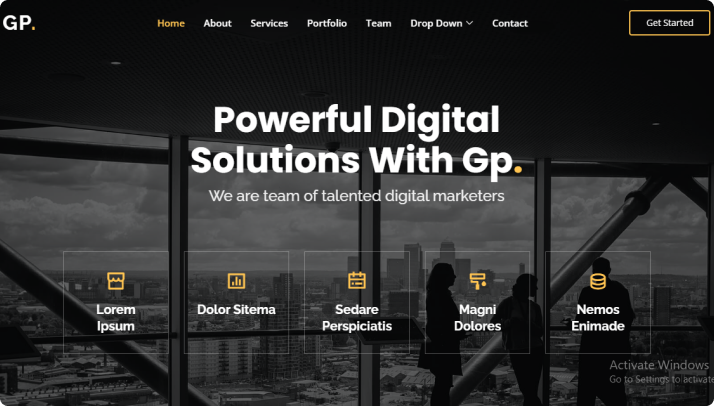 GP.
Home About Services Portfolio Team Drop Down Contact
Get Started
Powerful Digital
Solutions With Gp.
We are team of talented digital marketers
Lorem
Ipsum
Dolor Sitema
Sedare
Perspiciatis
Magni
Dolores
Nemos
Enimade
Activate Windows
Go to Settings to activate